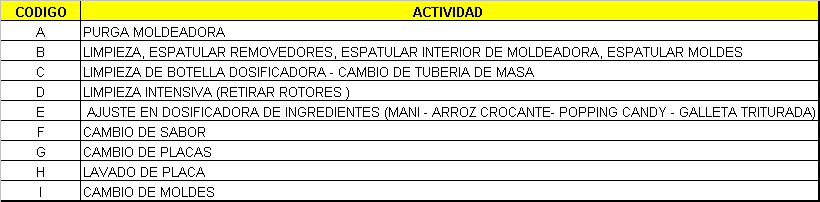 CODIGO ACTIVIDAD
A PURGA MOLDEADORA
B LIMPIEZA, ESPATULAR REMOVEDORES, ESPATULAR INTERIOR DE MOLDEADORA, ESPATULAR MOLDES
C LIMPIEZA DE BOTELLA DOSIFICADORA - CAMBIO DE TUBERIA DE MASA
D LIMPIEZA INTENSIVA (RETIRAR ROTORES )
E AJUSTE EN DOSIFICADORA DE INGREDIENTES (MANI - ARROZ CROCANTE- POPPING CANDY - GALLETA TRITURADA)
F CAMBIO DE SABOR
G CAMBIO DE PLACAS
H LAVADO DE PLACA
I CAMBIO DE MOLDES